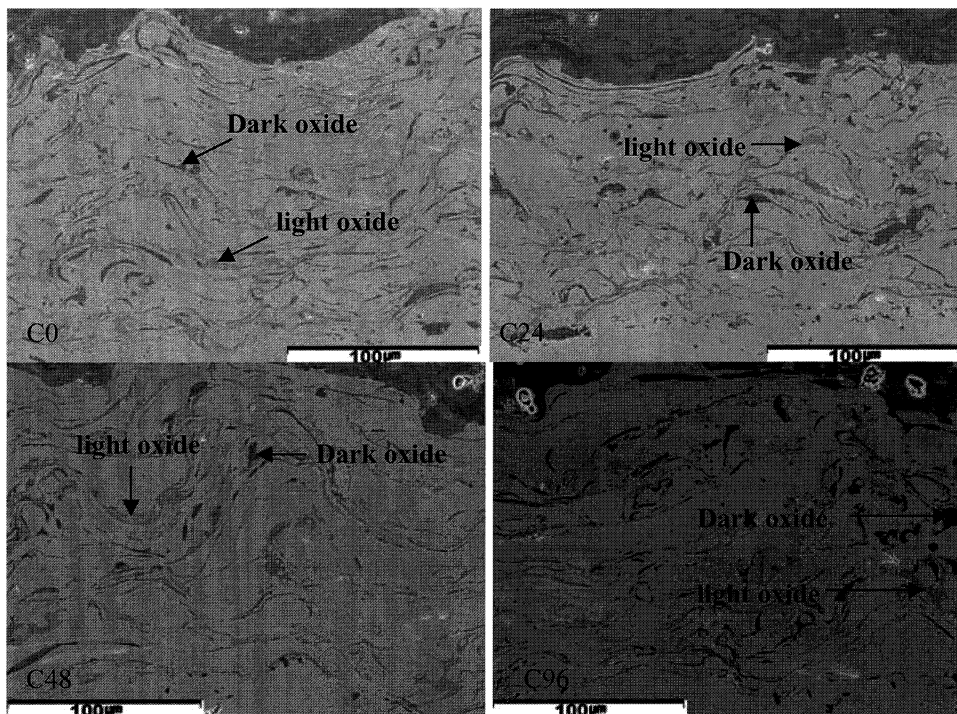 Dark oxide
light oxide
C0
100μm
light oxide
Dark oxide
C24
100μm
light oxide
Dark oxide
C48
100μm
Dark oxide
light oxide
C96
100μm